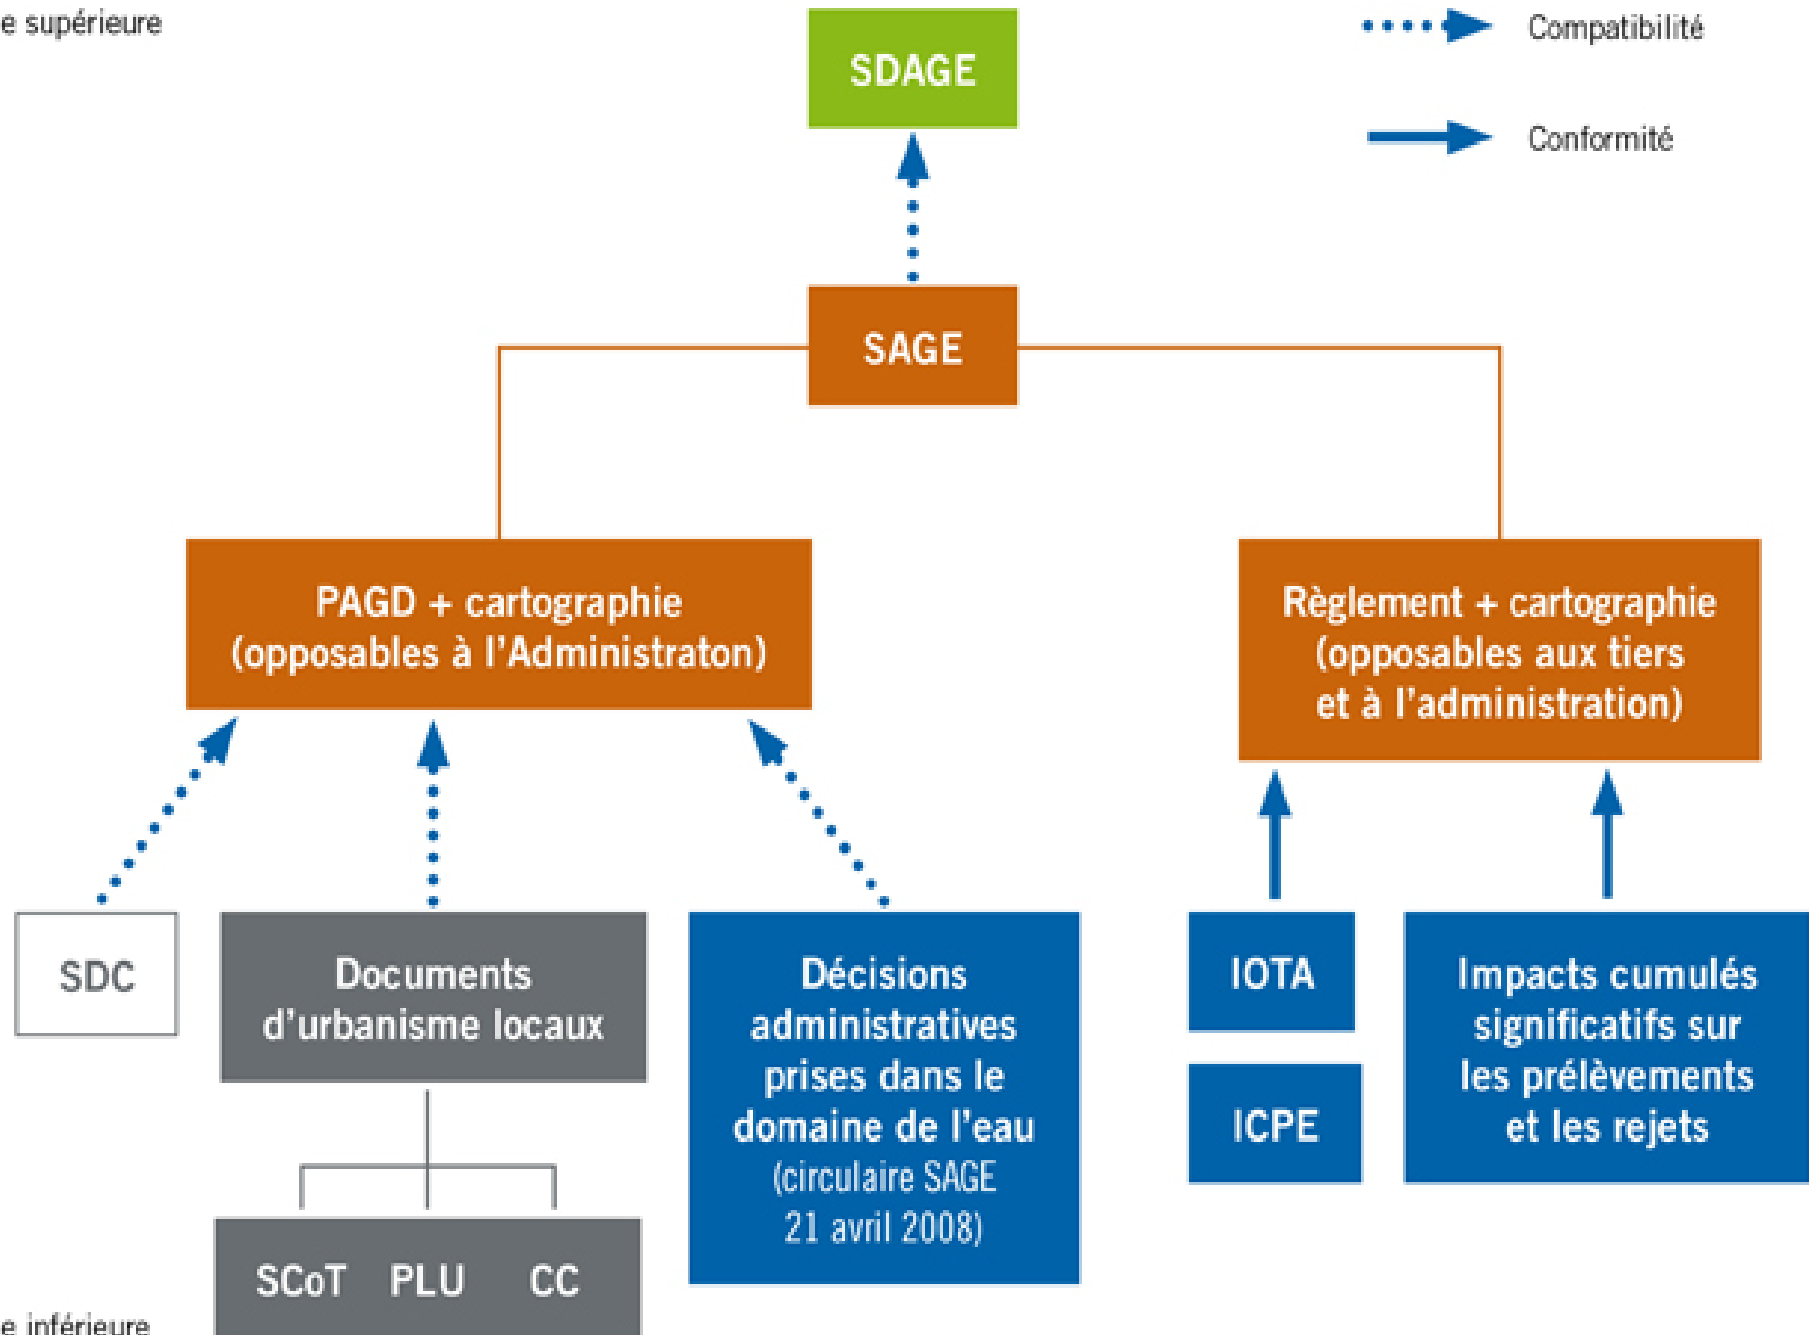 e supérieure
SDAGE
Compatibilité
Conformité
SAGE
PAGD + cartographie
(opposables à l'Administraton)
Règlement + cartographie
(opposables aux tiers
et à l'administration)
SDC
Documents
d'urbanisme locaux
Décisions
administratives
prises dans le
domaine de l'eau
(circulaire SAGE
21 avril 2008)
IOTA
ICPE
Impacts cumulés
significatifs sur
les prélèvements
et les rejets
SCoT PLU CC
e inférieure